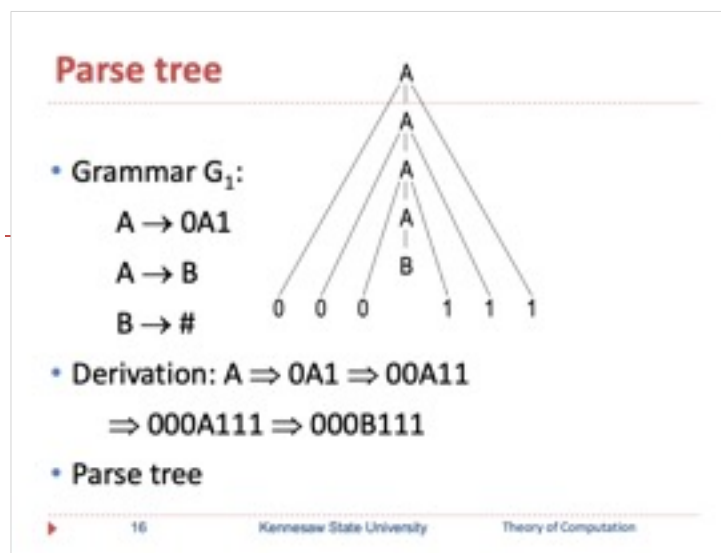 Parse tree
• Grammar G₁:
A → 0A1
A → B
B → #
A
A
A
A
B
0 0 0 1 1 1
• Derivation: A ⇒ 0A1 ⇒ 00A11
⇒ 000A111 ⇒ 000B111
• Parse tree
16 Kennesaw State University Theory of Computation